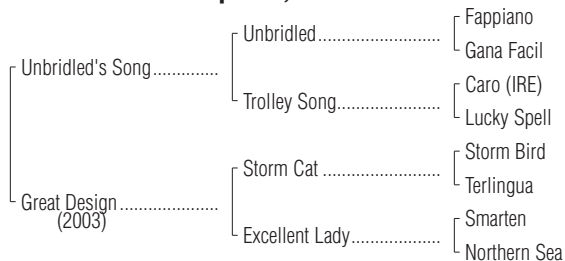 Fappiano
Unbridled
Gana Facil
Unbridled's Song
Caro (IRE)
Trolley Song
Lucky Spell
Storm Bird
Storm Cat
Terlingua
Great Design
(2003)
Smarten
Excellent Lady
Northern Sea